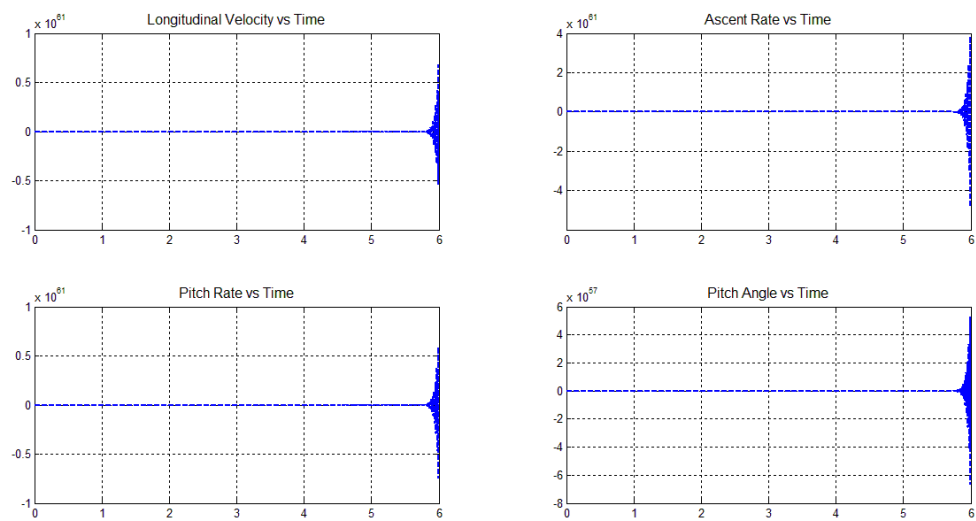 Longitudinal Velocity vs Time
x 10^61
1
0.5
0
-0.5
-1
0 1 2 3 4 5 6
Ascent Rate vs Time
x 10^61
4
2
0
-2
-4
0 1 2 3 4 5 6
Pitch Rate vs Time
x 10^61
1
0.5
0
-0.5
-1
0 1 2 3 4 5 6
Pitch Angle vs Time
x 10^57
6
4
2
0
-2
-4
-6
-8
0 1 2 3 4 5 6